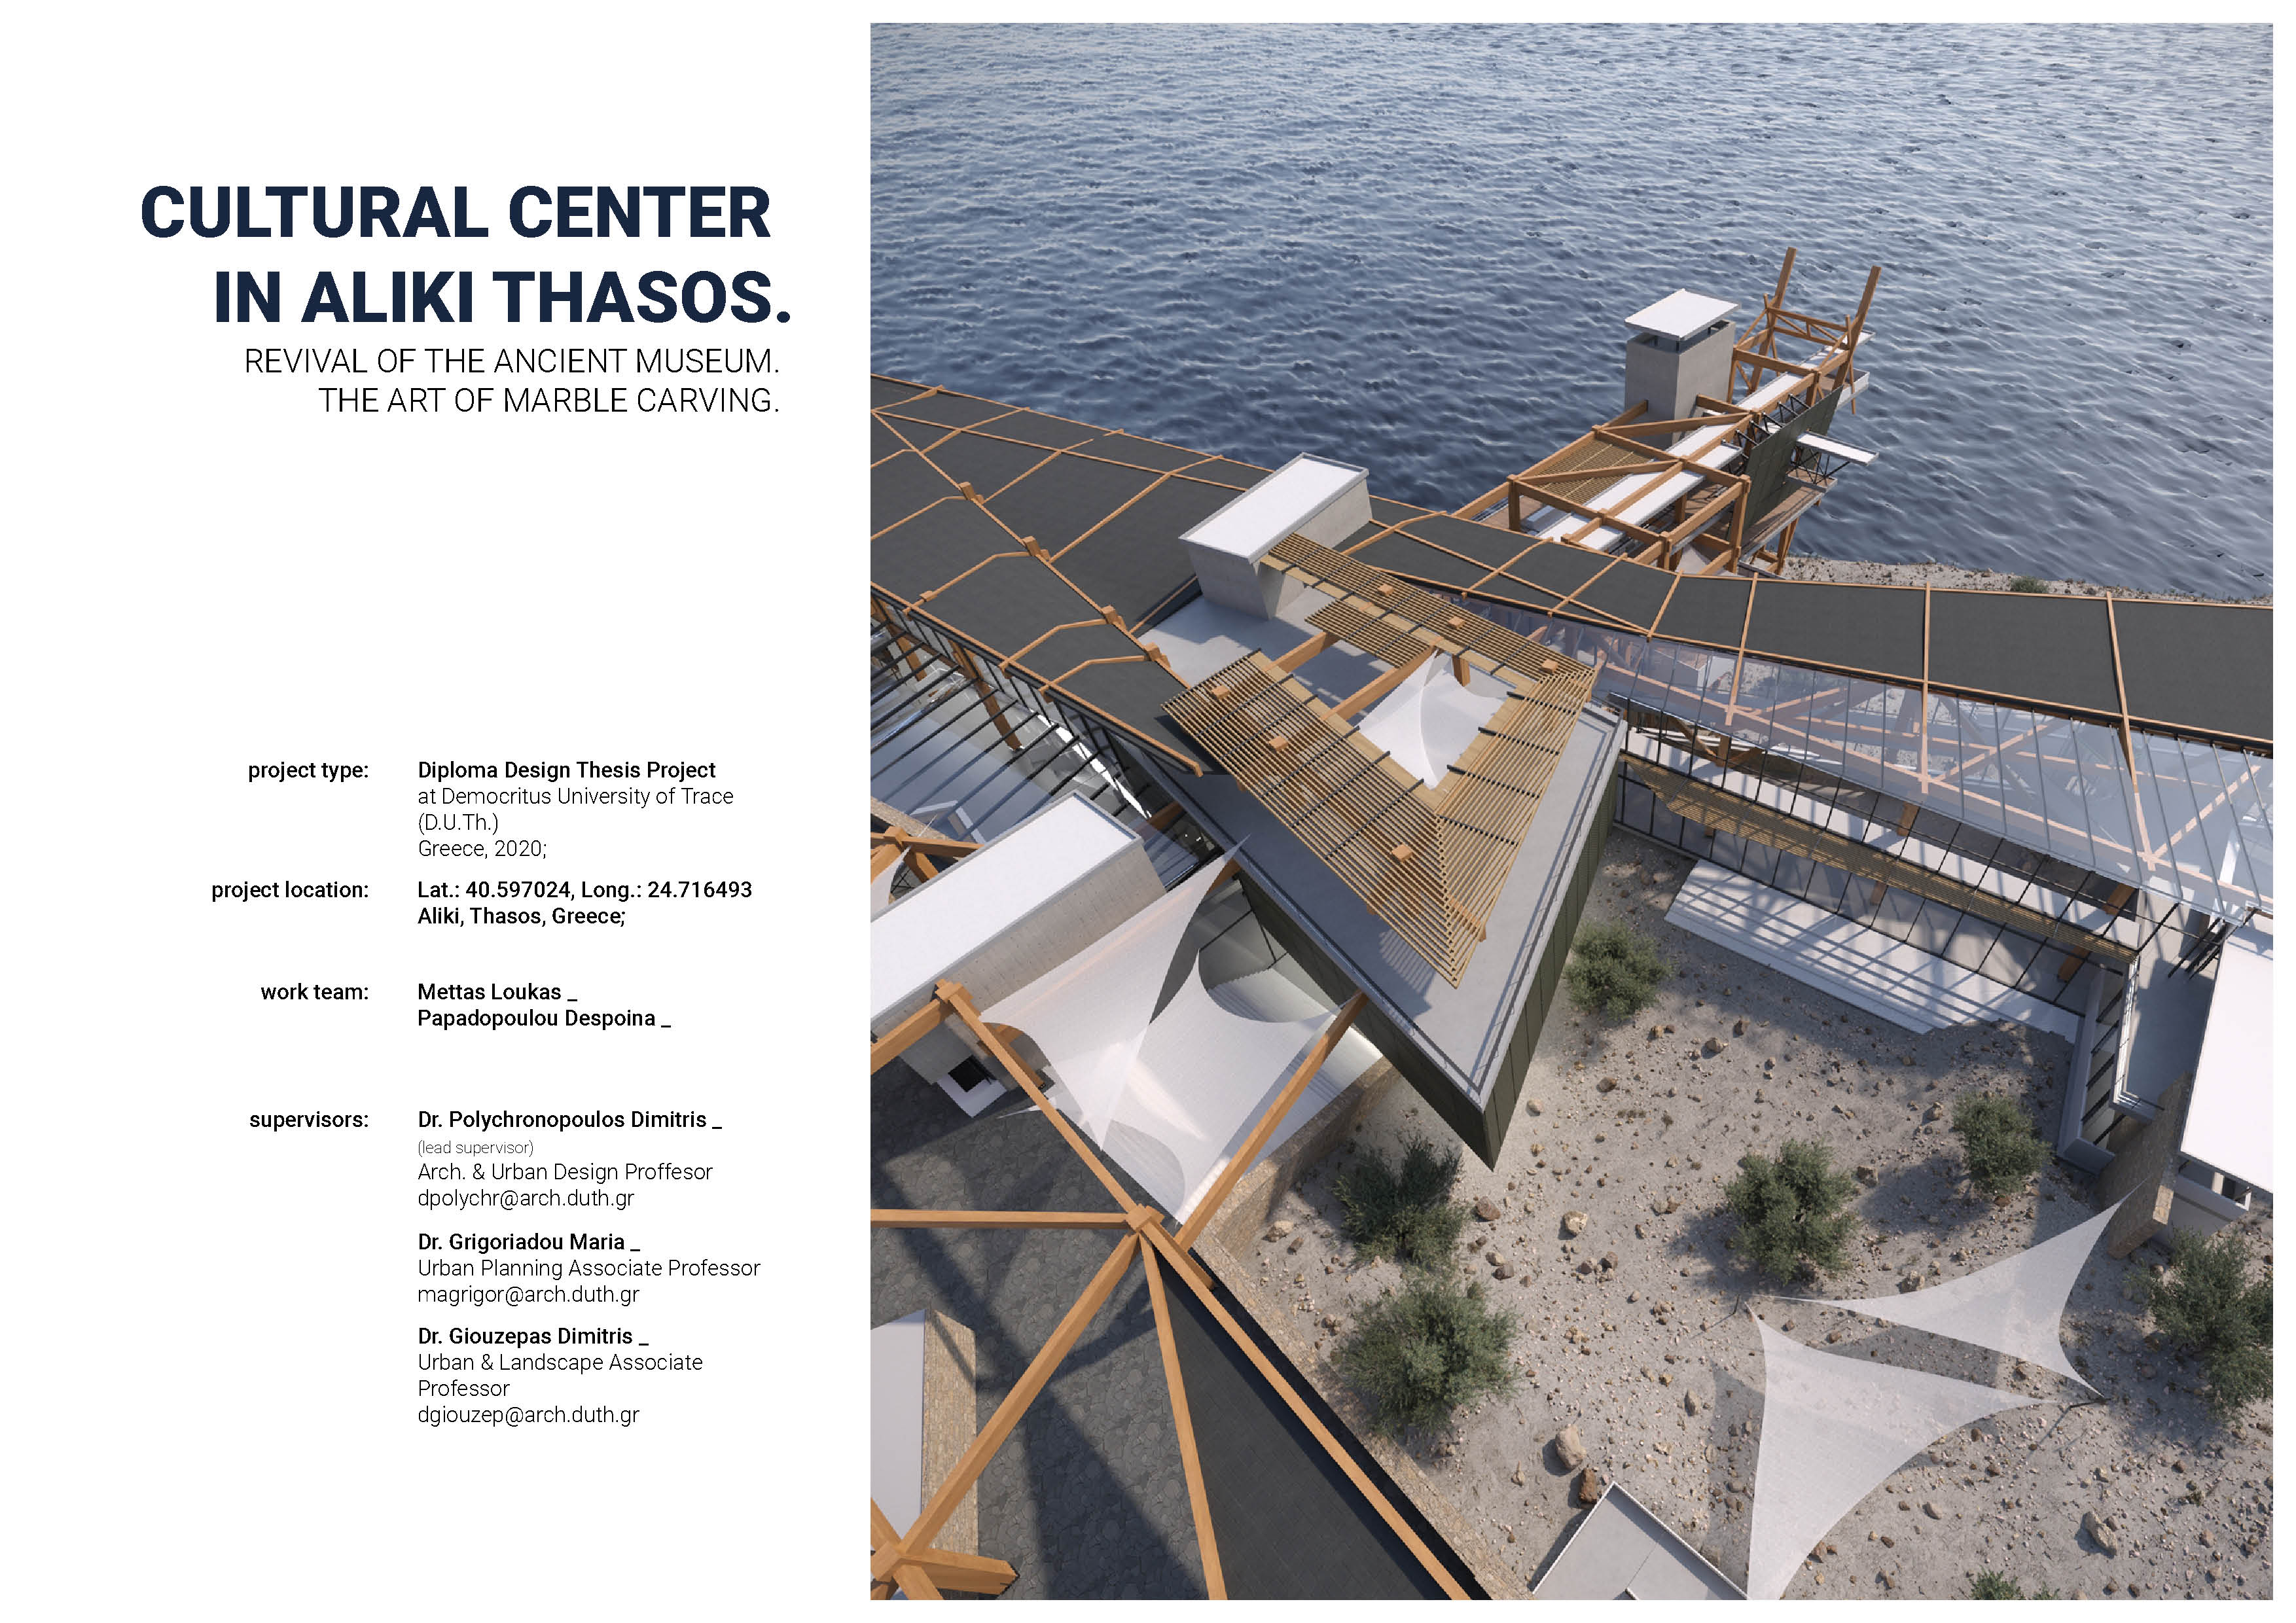 CULTURAL CENTER
IN ALIKI THASOS.
REVIVAL OF THE ANCIENT MUSEUM.
THE ART OF MARBLE CARVING.
project type:
Diploma Design Thesis Project
at Democritus University of Trace
(D.U.Th.)
Greece, 2020;
project location:
Lat.: 40.597024, Long.: 24.716493
Aliki, Thasos, Greece;
work team:
Mettas Loukas _
Papadopoulou Despoina _
supervisors:
Dr. Polychronopoulos Dimitris _
(lead supervisor)
Arch. & Urban Design Proffesor
dpolychr@arch.duth.gr
Dr. Grigoriadou Maria _
Urban Planning Associate Professor
magrigor@arch.duth.gr
Dr. Giouzepas Dimitris _
Urban & Landscape Associate
Professor
dgiouzep@arch.duth.gr